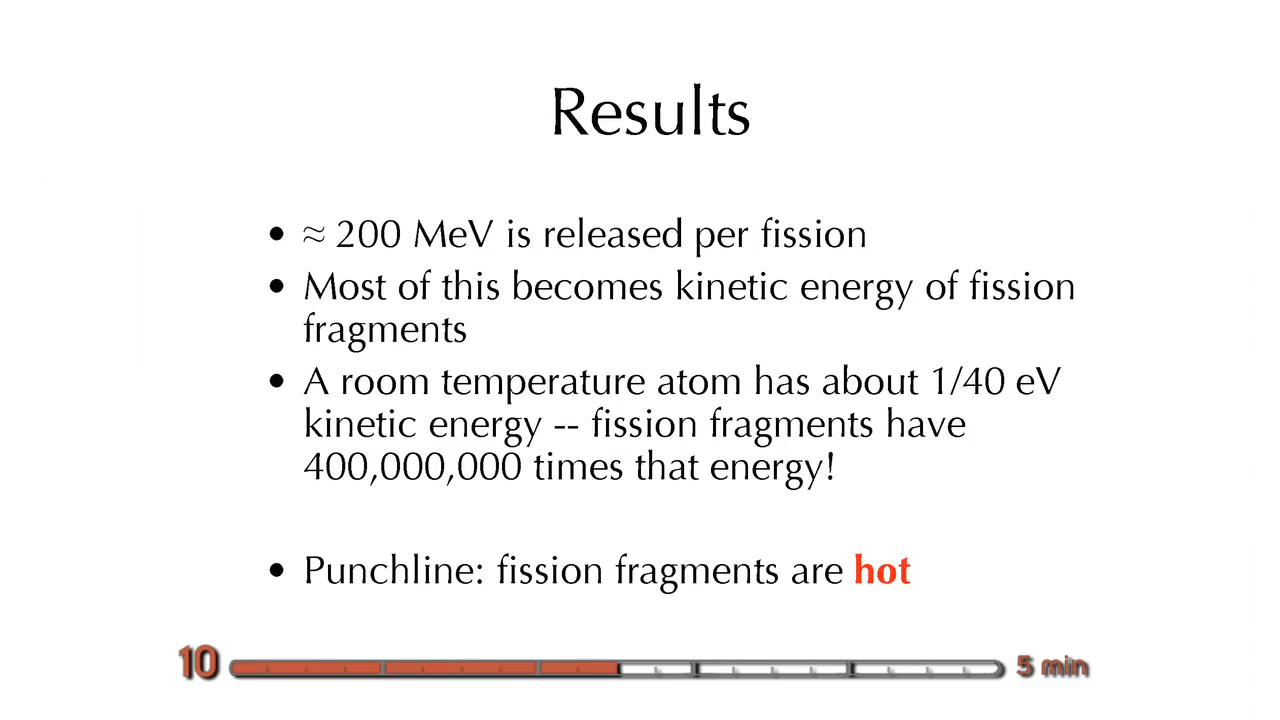 Results
• ≈ 200 MeV is released per fission
• Most of this becomes kinetic energy of fission
fragments
• A room temperature atom has about 1/40 eV
kinetic energy -- fission fragments have
400,000,000 times that energy!
• Punchline: fission fragments are hot
10 5 min